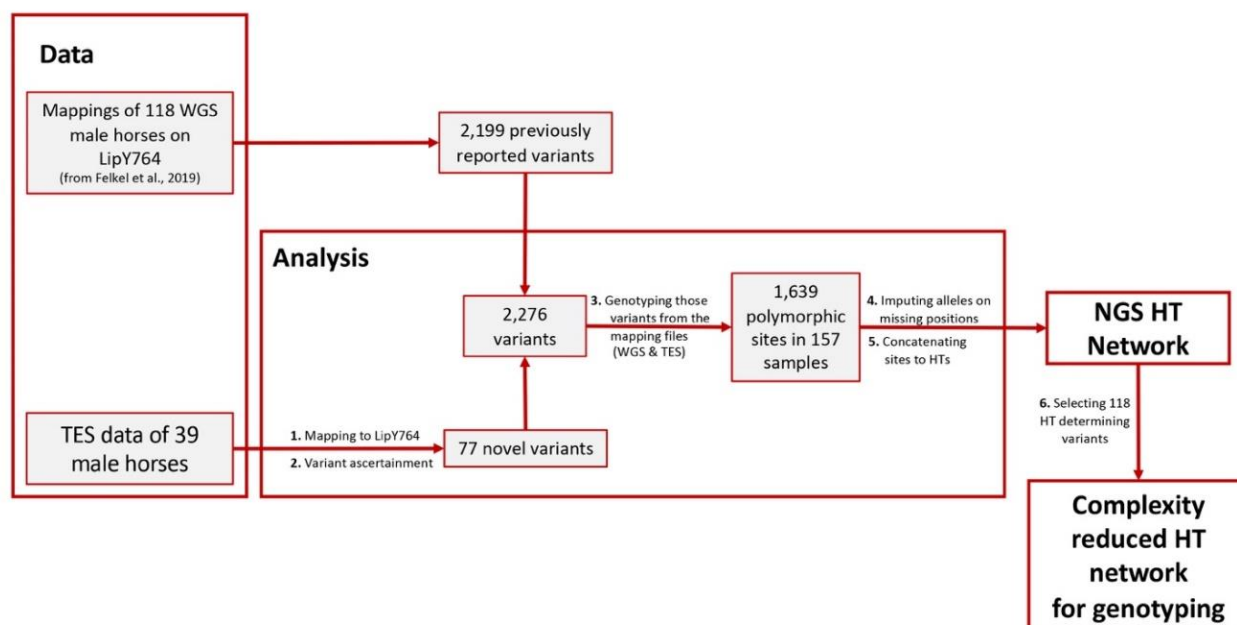 Data
Mappings of 118 WGS
male horses on
LipY764
(from Felkel et al., 2019)
2,199 previously
reported variants
Analysis
2,276
variants
3. Genotyping those
variants from the
mapping files
(WGS & TES)
1,639
polymorphic
sites in 157
samples
4. Imputing alleles on
missing positions
5. Concatenating
sites to HTs
NGS HT
Network
TES data of 39
male horses
1. Mapping to LipY764
2. Variant ascertainment
77 novel variants
6. Selecting 118
HT determining
variants
Complexity
reduced HT
network
for genotyping